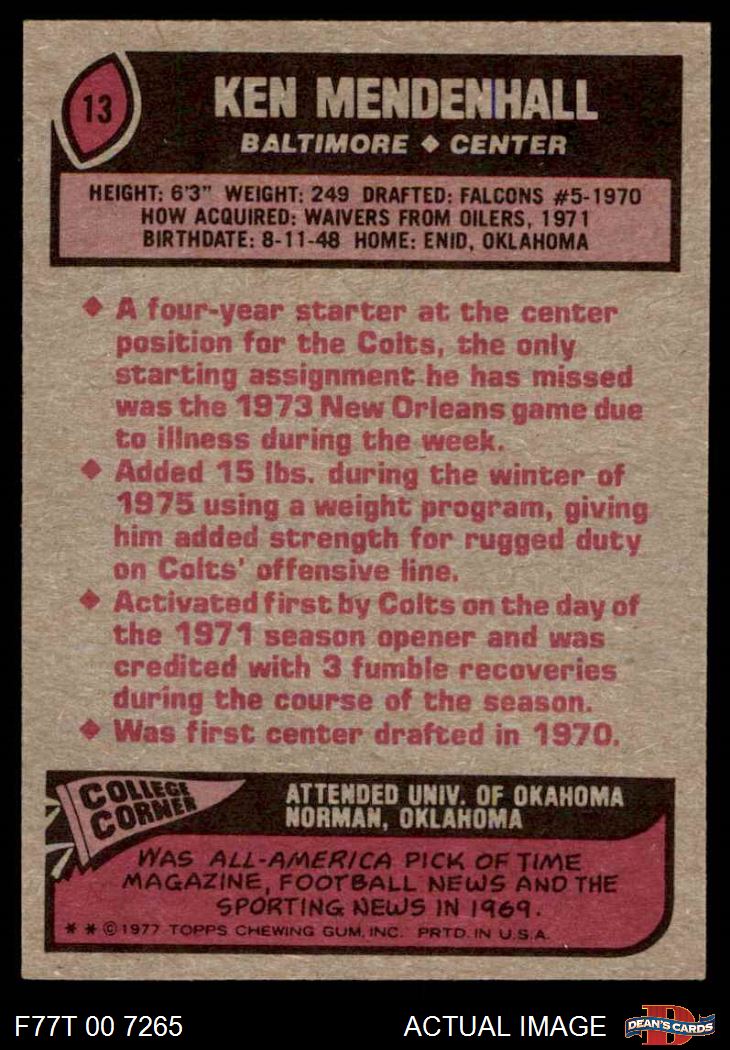 13
KEN MENDENHALL
BALTIMORE ◆ CENTER
HEIGHT: 6'3" WEIGHT: 249 DRAFTED: FALCONS #5-1970
HOW ACQUIRED: WAIVERS FROM OILERS, 1971
BIRTHDATE: 8-11-48 HOME: ENID, OKLAHOMA
◆ A four-year starter at the center
position for the Colts, the only
starting assignment he has missed
was the 1973 New Orleans game due
to illness during the week.
◆ Added 15 lbs. during the winter of
1975 using a weight program, giving
him added strength for rugged duty
on Colts' offensive line.
◆ Activated first by Colts on the day of
the 1971 season opener and was
credited with 3 fumble recoveries
during the course of the season.
◆ Was first center drafted in 1970.
COLLEGE
CORNER
ATTENDED UNIV. OF OKAHOMA
NORMAN, OKLAHOMA
WAS ALL-AMERICA PICK OF TIME
MAGAZINE, FOOTBALL NEWS AND THE
SPORTING NEWS IN 1969.
* * © 1977 TOPPS CHEWING GUM, INC. PRTD. IN U.S.A.
F77T 00 7265
ACTUAL IMAGE
D
DEAN'S CARDS